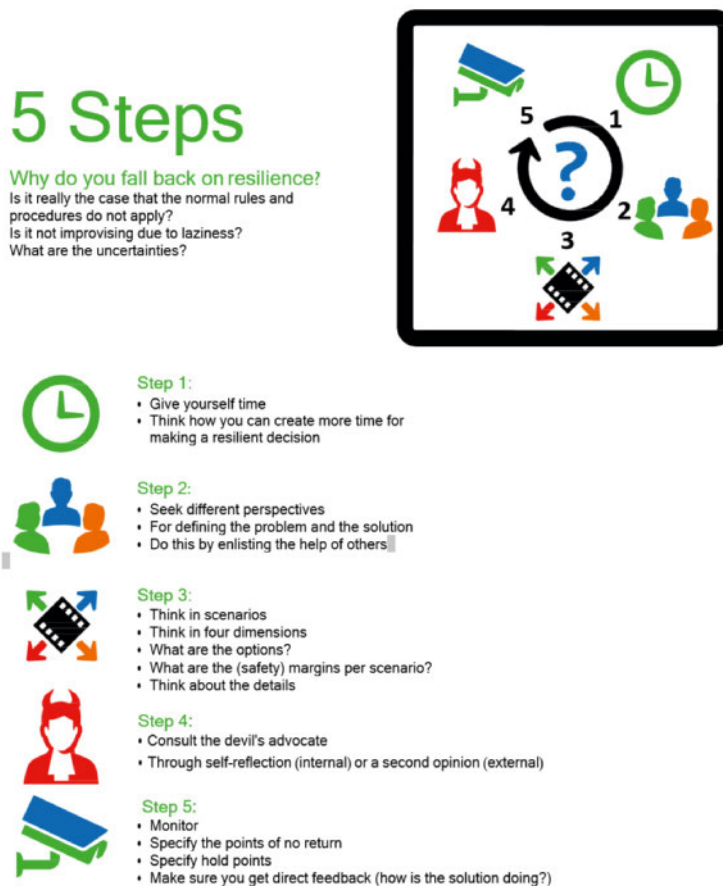 5 Steps
Why do you fall back on resilience?
Is it really the case that the normal rules and
procedures do not apply?
Is it not improvising due to laziness?
What are the uncertainties?
5
1
?
4
2
3
Step 1:
• Give yourself time
• Think how you can create more time for
making a resilient decision
Step 2:
• Seek different perspectives
• For defining the problem and the solution
• Do this by enlisting the help of others
Step 3:
• Think in scenarios
• Think in four dimensions
• What are the options?
• What are the (safety) margins per scenario?
• Think about the details
Step 4:
• Consult the devil's advocate
• Through self-reflection (internal) or a second opinion (external)
Step 5:
• Monitor
• Specify the points of no return
• Specify hold points
• Make sure you get direct feedback (how is the solution doing?)